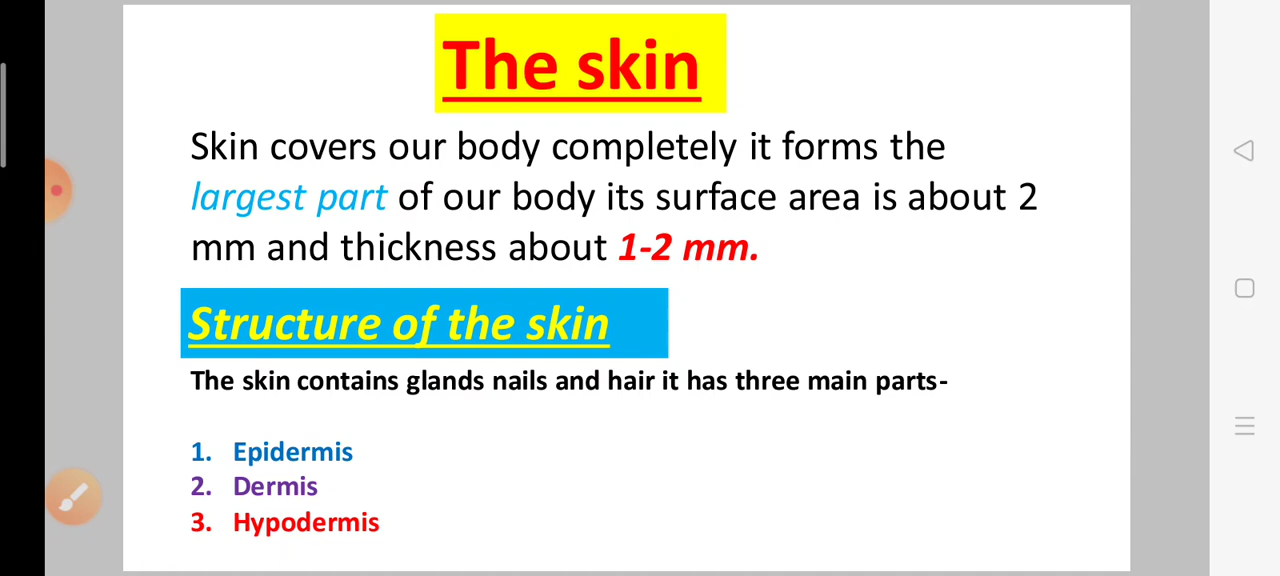 The skin
Skin covers our body completely it forms the
largest part of our body its surface area is about 2
mm and thickness about 1-2 mm.
Structure of the skin
The skin contains glands nails and hair it has three main parts-
1. Epidermis
2. Dermis
3. Hypodermis